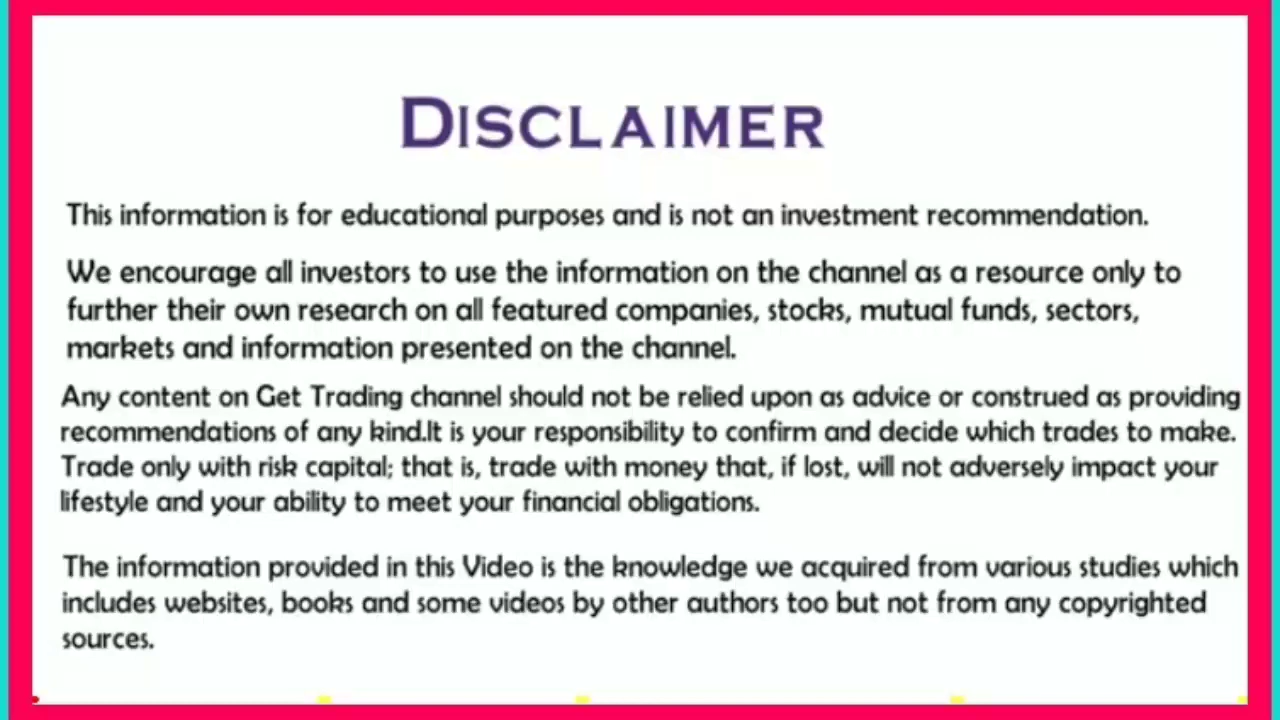 DISCLAIMER
This information is for educational purposes and is not an investment recommendation.
We encourage all investors to use the information on the channel as a resource only to
further their own research on all featured companies, stocks, mutual funds, sectors,
markets and information presented on the channel.
Any content on Get Trading channel should not be relied upon as advice or construed as providing
recommendations of any kind.It is your responsibility to confirm and decide which trades to make.
Trade only with risk capital; that is, trade with money that, if lost, will not adversely impact your
lifestyle and your ability to meet your financial obligations.
The information provided in this Video is the knowledge we acquired from various studies which
includes websites, books and some videos by other authors too but not from any copyrighted
sources.